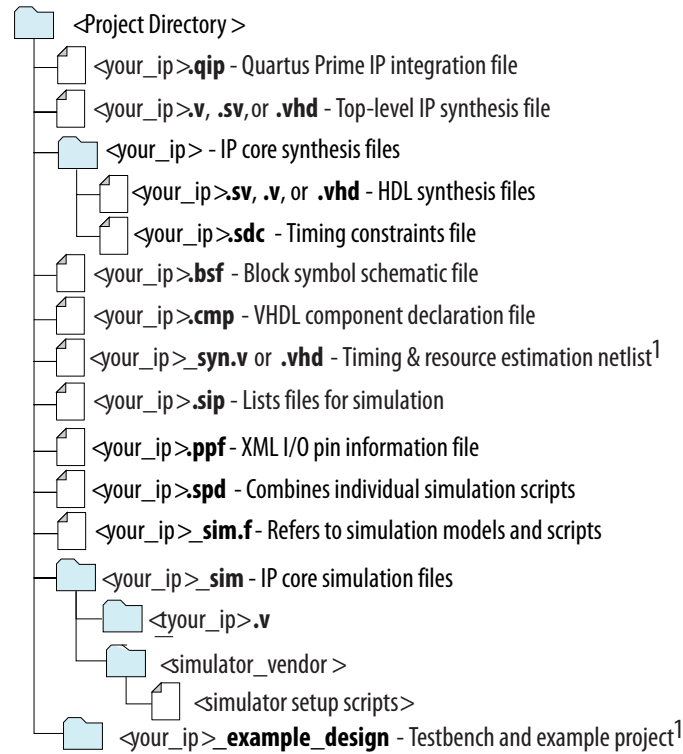 <Project Directory >
<your_ip>.qip - Quartus Prime IP integration file
<your_ip>.v, .sv, or .vhd - Top-level IP synthesis file
<your_ip> - IP core synthesis files
<your_ip>.sv, .v, or .vhd - HDL synthesis files
<your_ip>.sdc - Timing constraints file
<your_ip>.bsf - Block symbol schematic file
<your_ip>.cmp - VHDL component declaration file
<your_ip>_syn.v or .vhd - Timing & resource estimation netlist1
<your_ip>.sip - Lists files for simulation
<your_ip>.ppf - XML I/O pin information file
<your_ip>.spd - Combines individual simulation scripts
<your_ip>_sim.f - Refers to simulation models and scripts
<your_ip>_sim - IP core simulation files
<tyour_ip>.v
<simulator_vendor >
<simulator setup scripts>
<your_ip>_example_design - Testbench and example project1